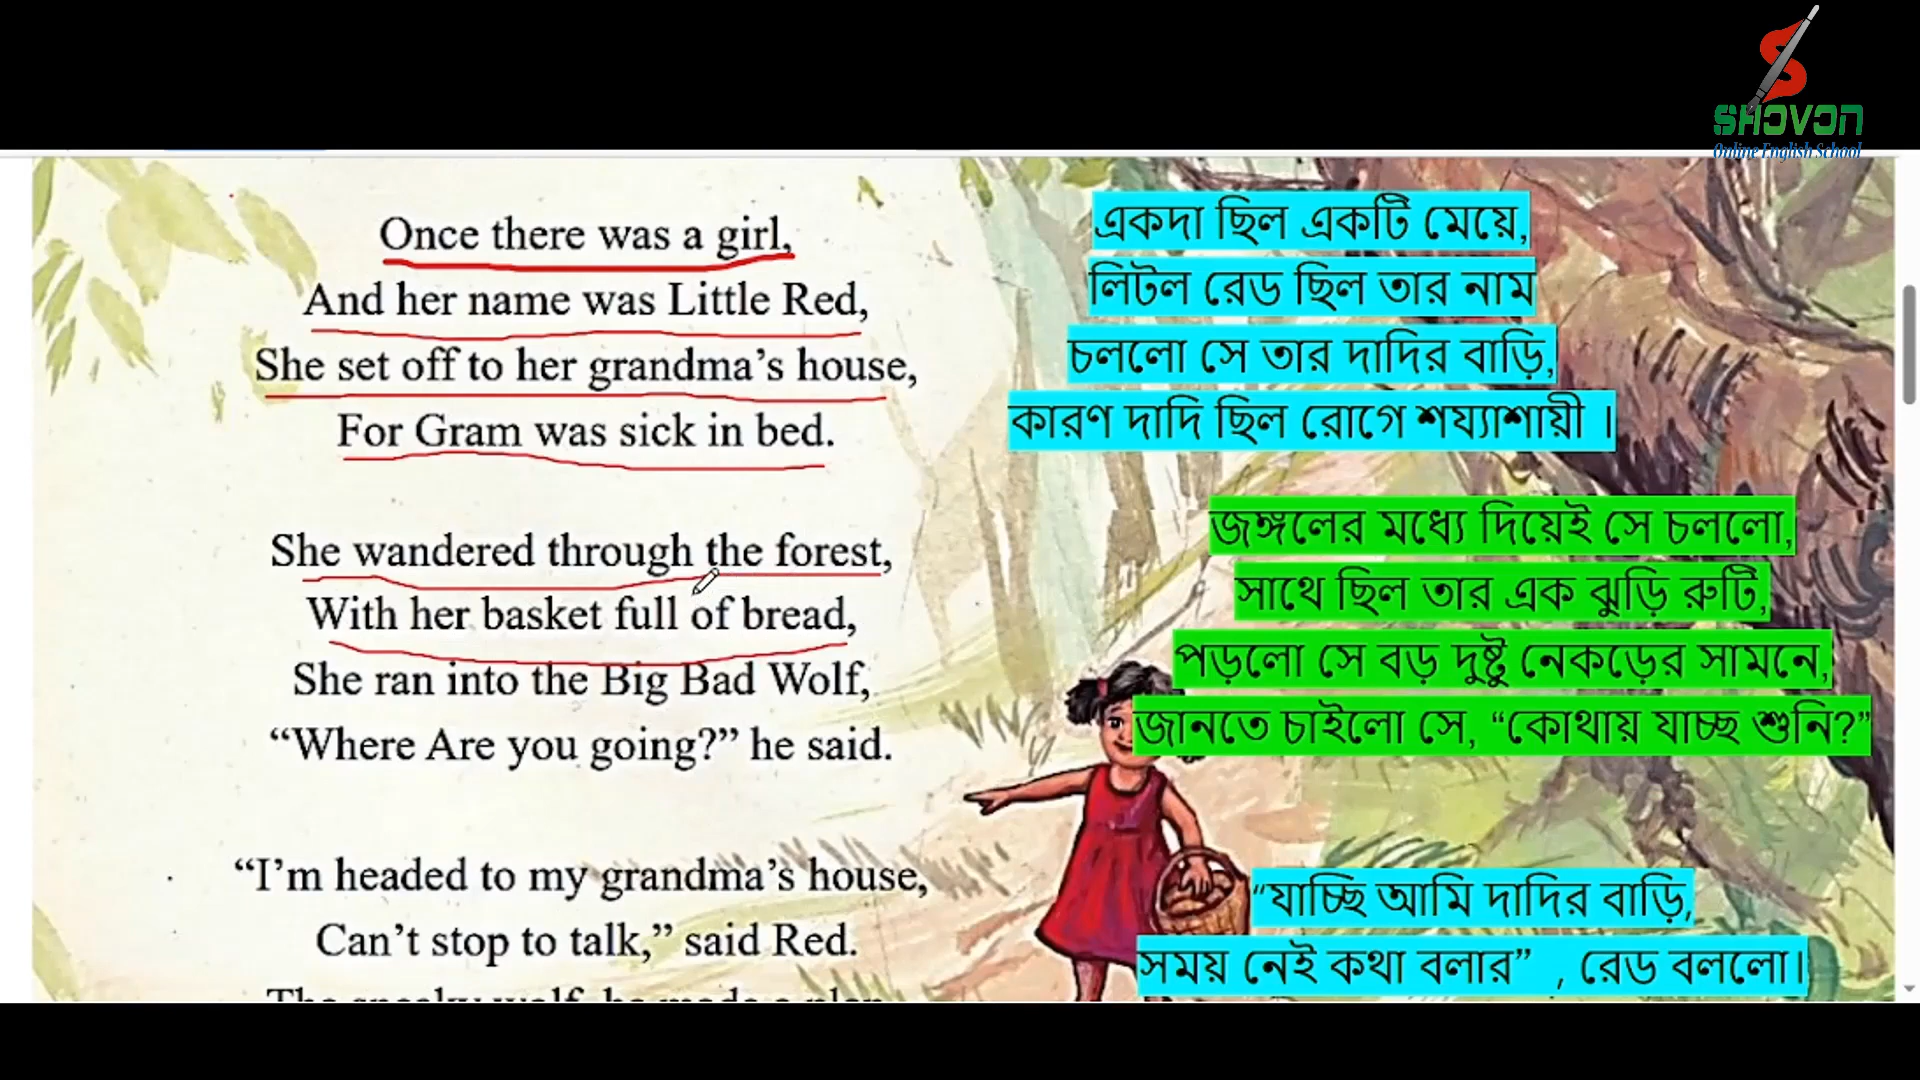 SHOVON
Online English School
Once there was a girl,
And her name was Little Red,
She set off to her grandma’s house,
For Gram was sick in bed.
একদা ছিল একটি মেয়ে,
লিটল রেড ছিল তার নাম
চললো সে তার দাদির বাড়ি,
কারণ দাদি ছিল রোগে শয্যাশায়ী ।
She wandered through the forest,
With her basket full of bread,
She ran into the Big Bad Wolf,
“Where Are you going?” he said.
জঙ্গলের মধ্যে দিয়েই সে চললো,
সাথে ছিল তার এক ঝুড়ি রুটি,
পড়লো সে বড় দুষ্টু নেকড়ের সামনে,
জানতে চাইলো সে, “কোথায় যাচ্ছ শুনি?”
“I’m headed to my grandma’s house,
Can’t stop to talk,” said Red.
“যাচ্ছি আমি দাদির বাড়ি,
সময় নেই কথা বলার” , রেড বললো।